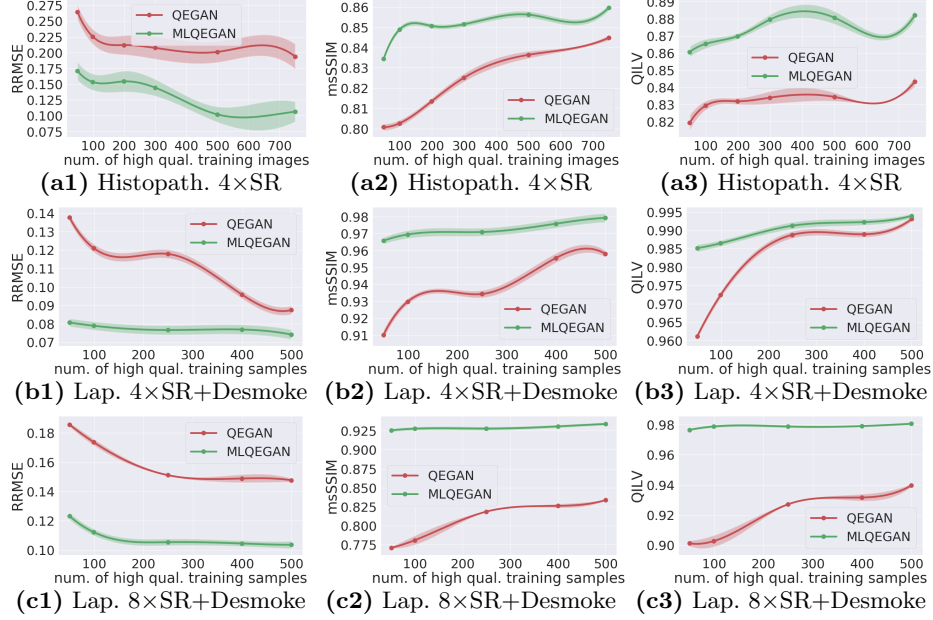 0.275
0.250
0.225
0.200
0.175
0.150
0.125
0.100
0.075
RRMSE
QEGAN
MLQEGAN
100 200 300 400 500 600 700
num. of high qual. training images
(a1) Histopath. 4×SR
0.86
0.85
0.84
0.83
0.82
0.81
0.80
msSSIM
QEGAN
MLQEGAN
100 200 300 400 500 600 700
num. of high qual. training images
(a2) Histopath. 4×SR
0.89
0.88
0.87
0.86
0.85
0.84
0.83
0.82
QILV
QEGAN
MLQEGAN
100 200 300 400 500 600 700
num. of high qual. training images
(a3) Histopath. 4×SR
0.14
0.13
0.12
0.11
0.10
0.09
0.08
0.07
RRMSE
QEGAN
MLQEGAN
100 200 300 400 500
num. of high qual. training samples
(b1) Lap. 4×SR+Desmoke
0.98
0.97
0.96
0.95
0.94
0.93
0.92
0.91
msSSIM
QEGAN
MLQEGAN
100 200 300 400 500
num. of high qual. training samples
(b2) Lap. 4×SR+Desmoke
0.995
0.990
0.985
0.980
0.975
0.970
0.965
0.960
QILV
QEGAN
MLQEGAN
100 200 300 400 500
num. of high qual. training samples
(b3) Lap. 4×SR+Desmoke
0.18
0.16
0.14
0.12
0.10
RRMSE
QEGAN
MLQEGAN
100 200 300 400 500
num. of high qual. training samples
(c1) Lap. 8×SR+Desmoke
0.925
0.900
0.875
0.850
0.825
0.800
0.775
msSSIM
QEGAN
MLQEGAN
100 200 300 400 500
num. of high qual. training samples
(c2) Lap. 8×SR+Desmoke
0.98
0.96
0.94
0.92
0.90
QILV
QEGAN
MLQEGAN
100 200 300 400 500
num. of high qual. training samples
(c3) Lap. 8×SR+Desmoke